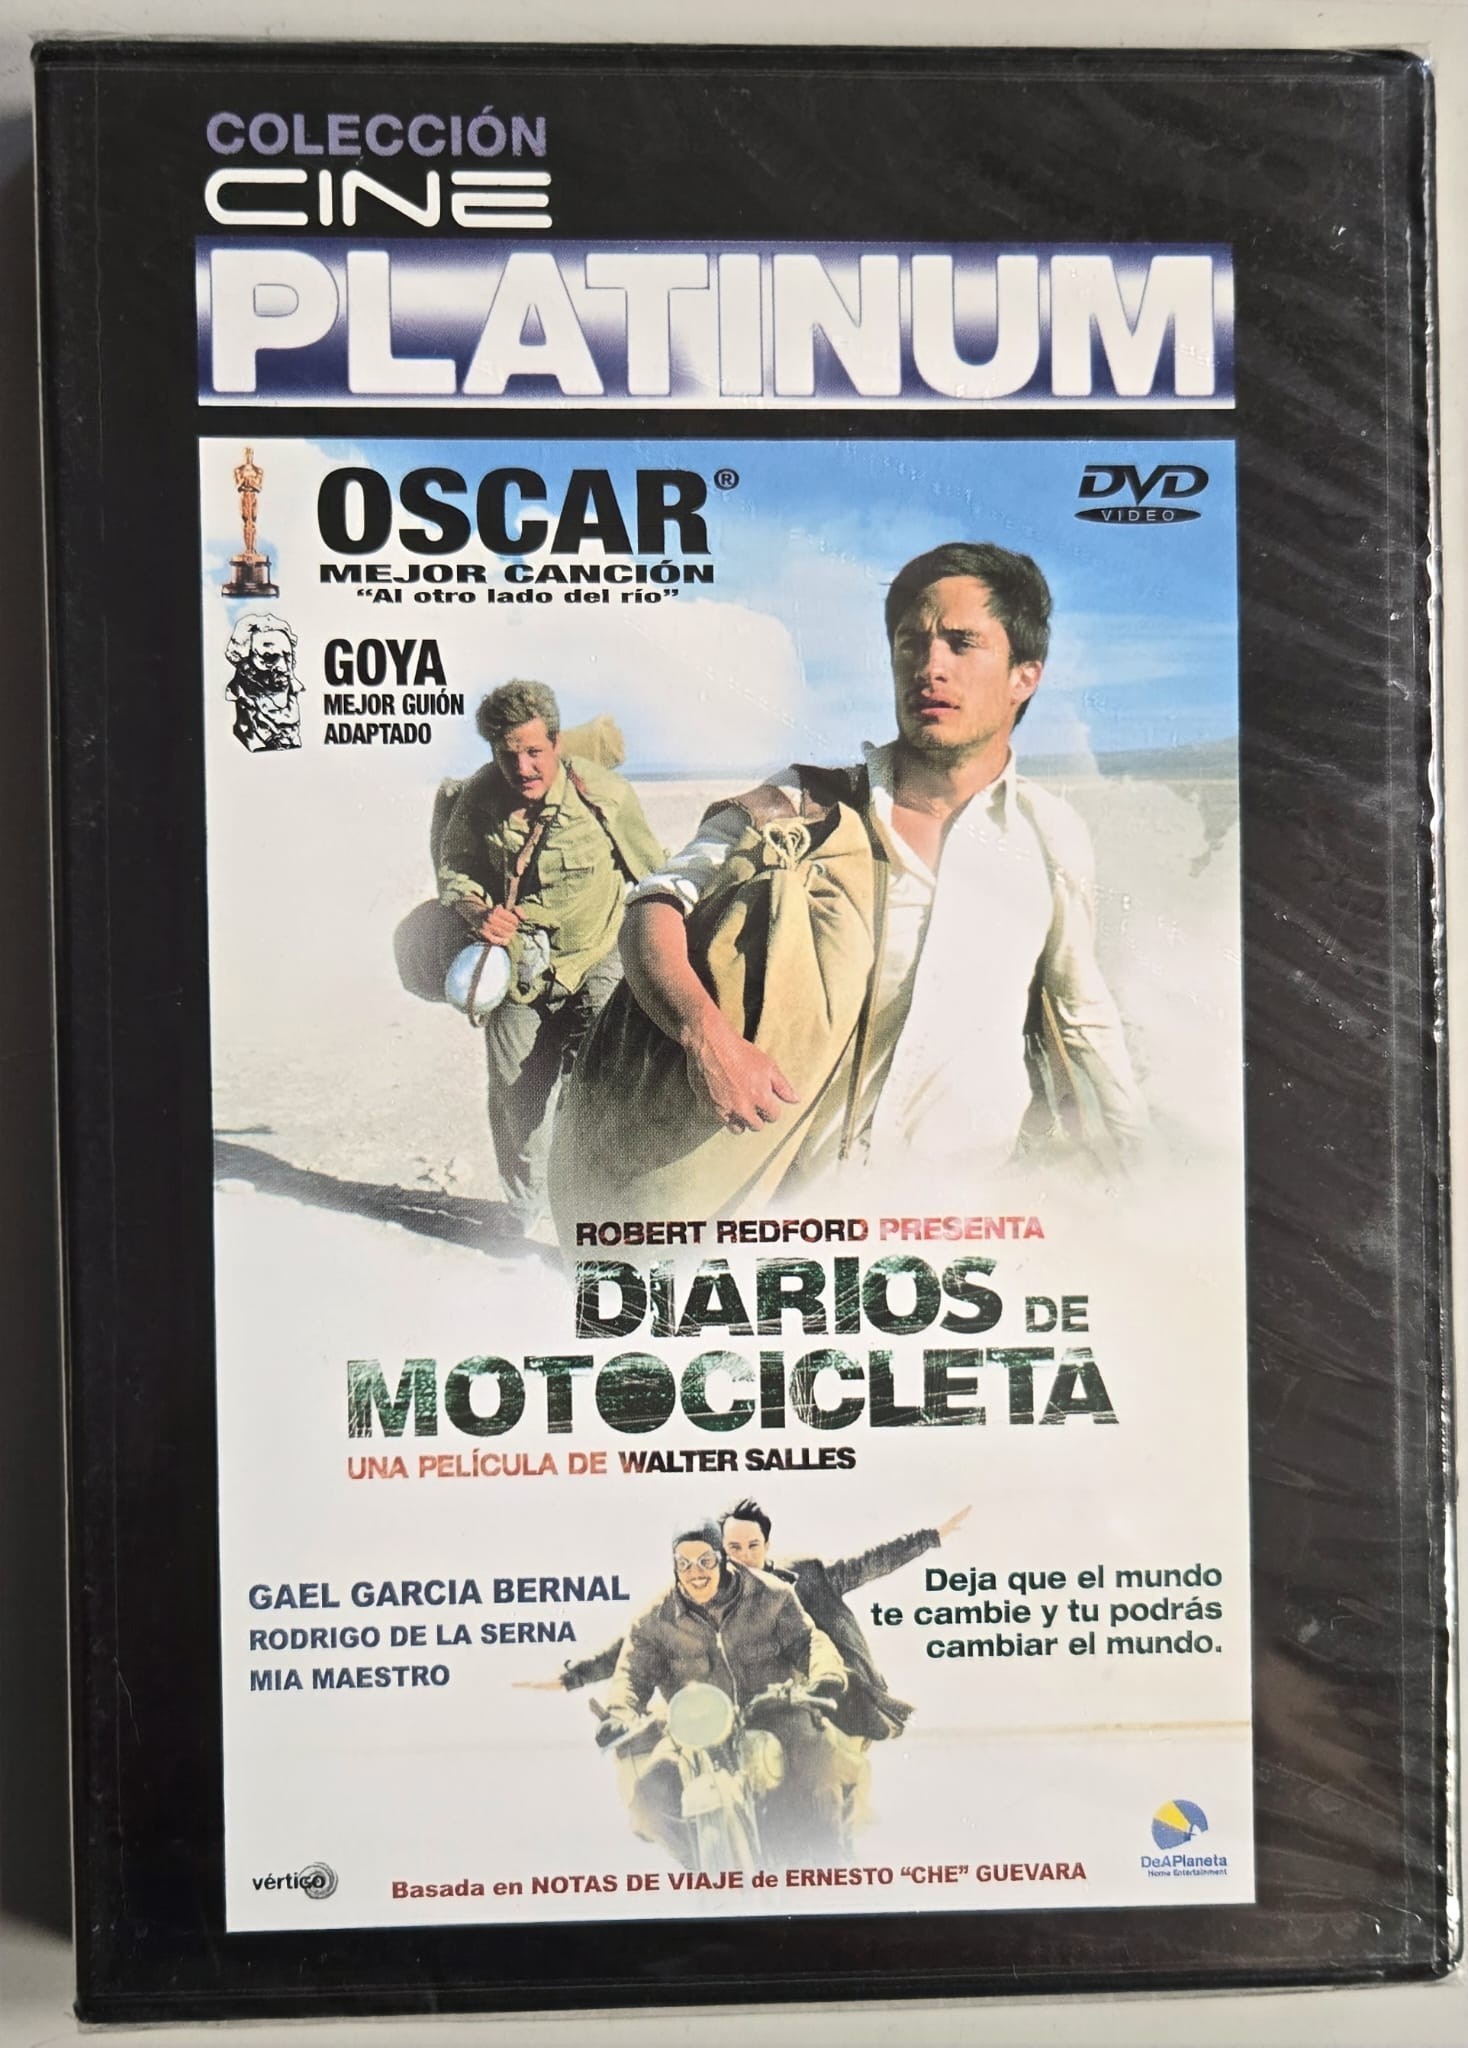 COLECCIÓN
CINE
PLATINUM
OSCAR®
MEJOR CANCIÓN
“Al otro lado del río”
DVD
VIDEO
GOYA
MEJOR GUIÓN
ADAPTADO
ROBERT REDFORD PRESENTA
DIARIOS DE
MOTOCICLETA
UNA PELÍCULA DE WALTER SALLES
GAEL GARCIA BERNAL
RODRIGO DE LA SERNA
MIA MAESTRO
Deja que el mundo
te cambie y tu podrás
cambiar el mundo.
vértigo
Basada en NOTAS DE VIAJE de ERNESTO “CHE” GUEVARA
DeAPlaneta
Home Entertainment